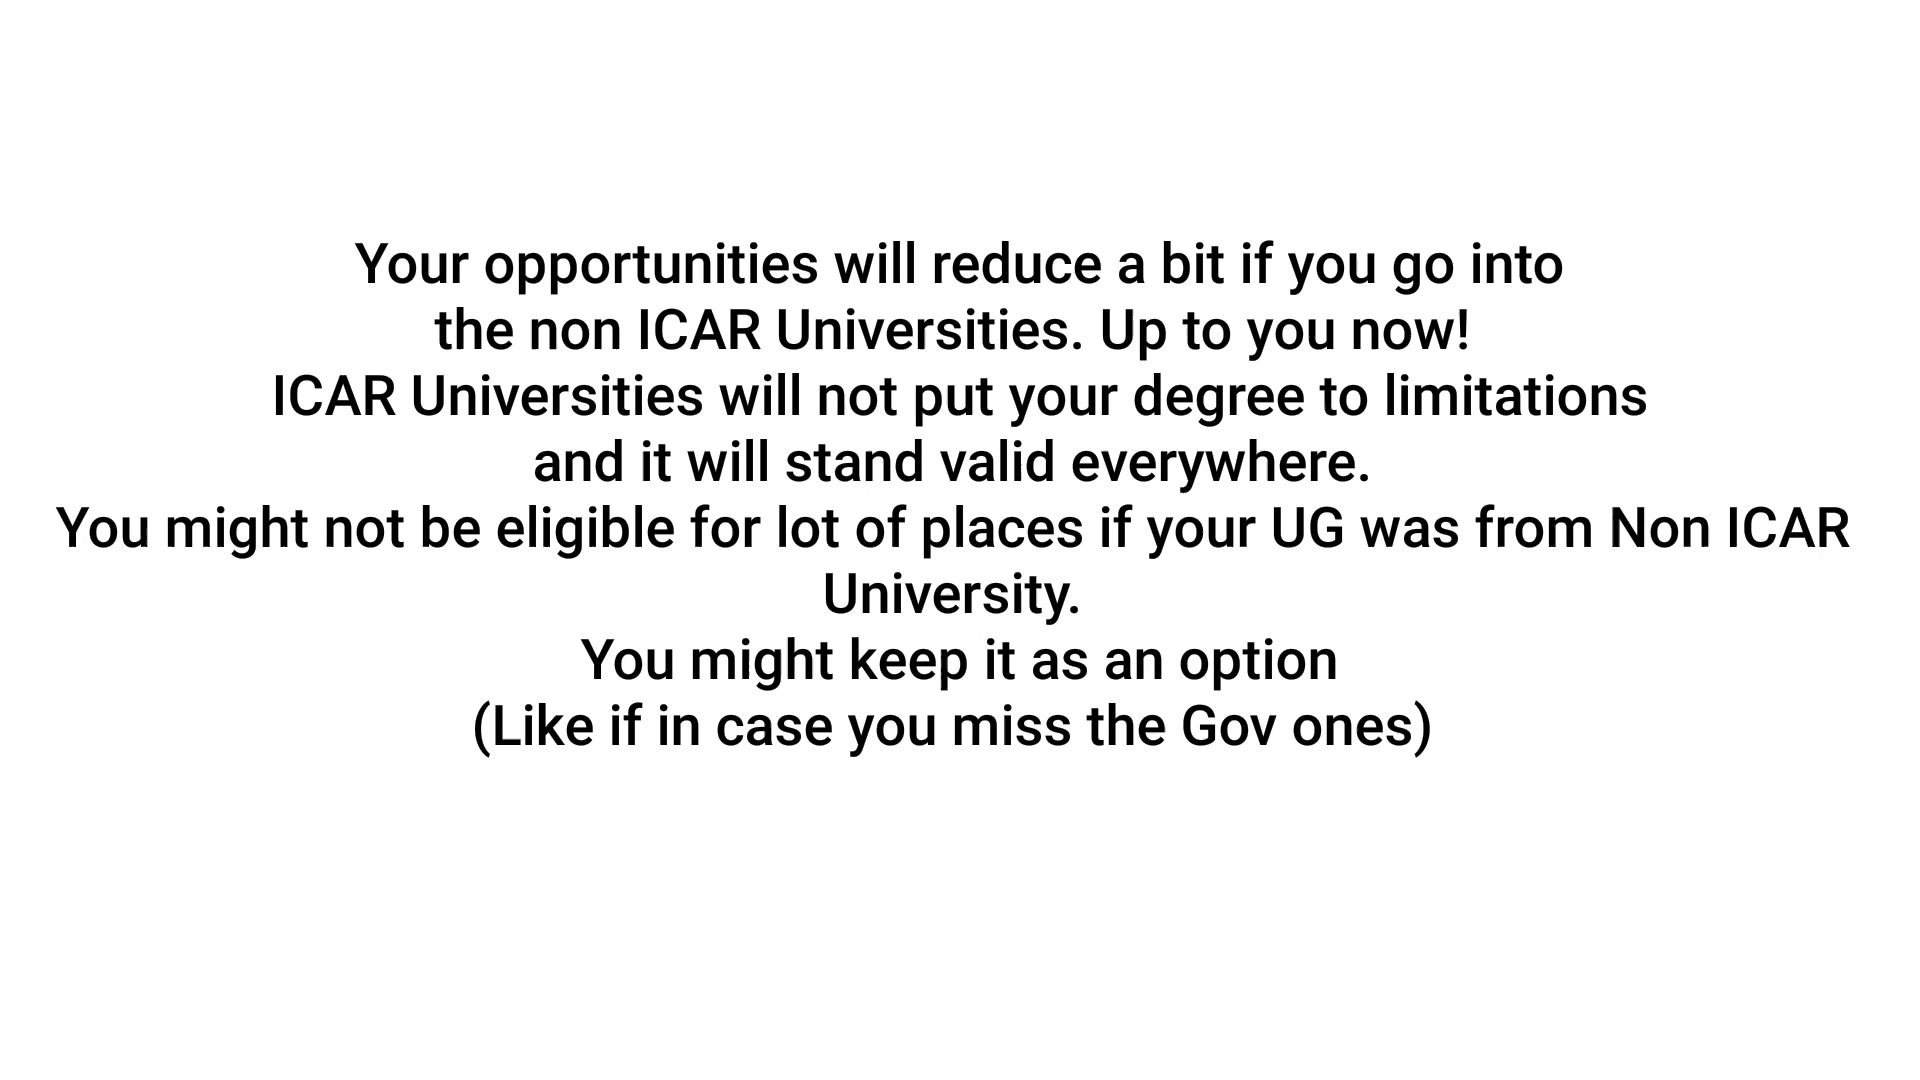 Your opportunities will reduce a bit if you go into
the non ICAR Universities. Up to you now!
ICAR Universities will not put your degree to limitations
and it will stand valid everywhere.
You might not be eligible for lot of places if your UG was from Non ICAR
University.
You might keep it as an option
(Like if in case you miss the Gov ones)